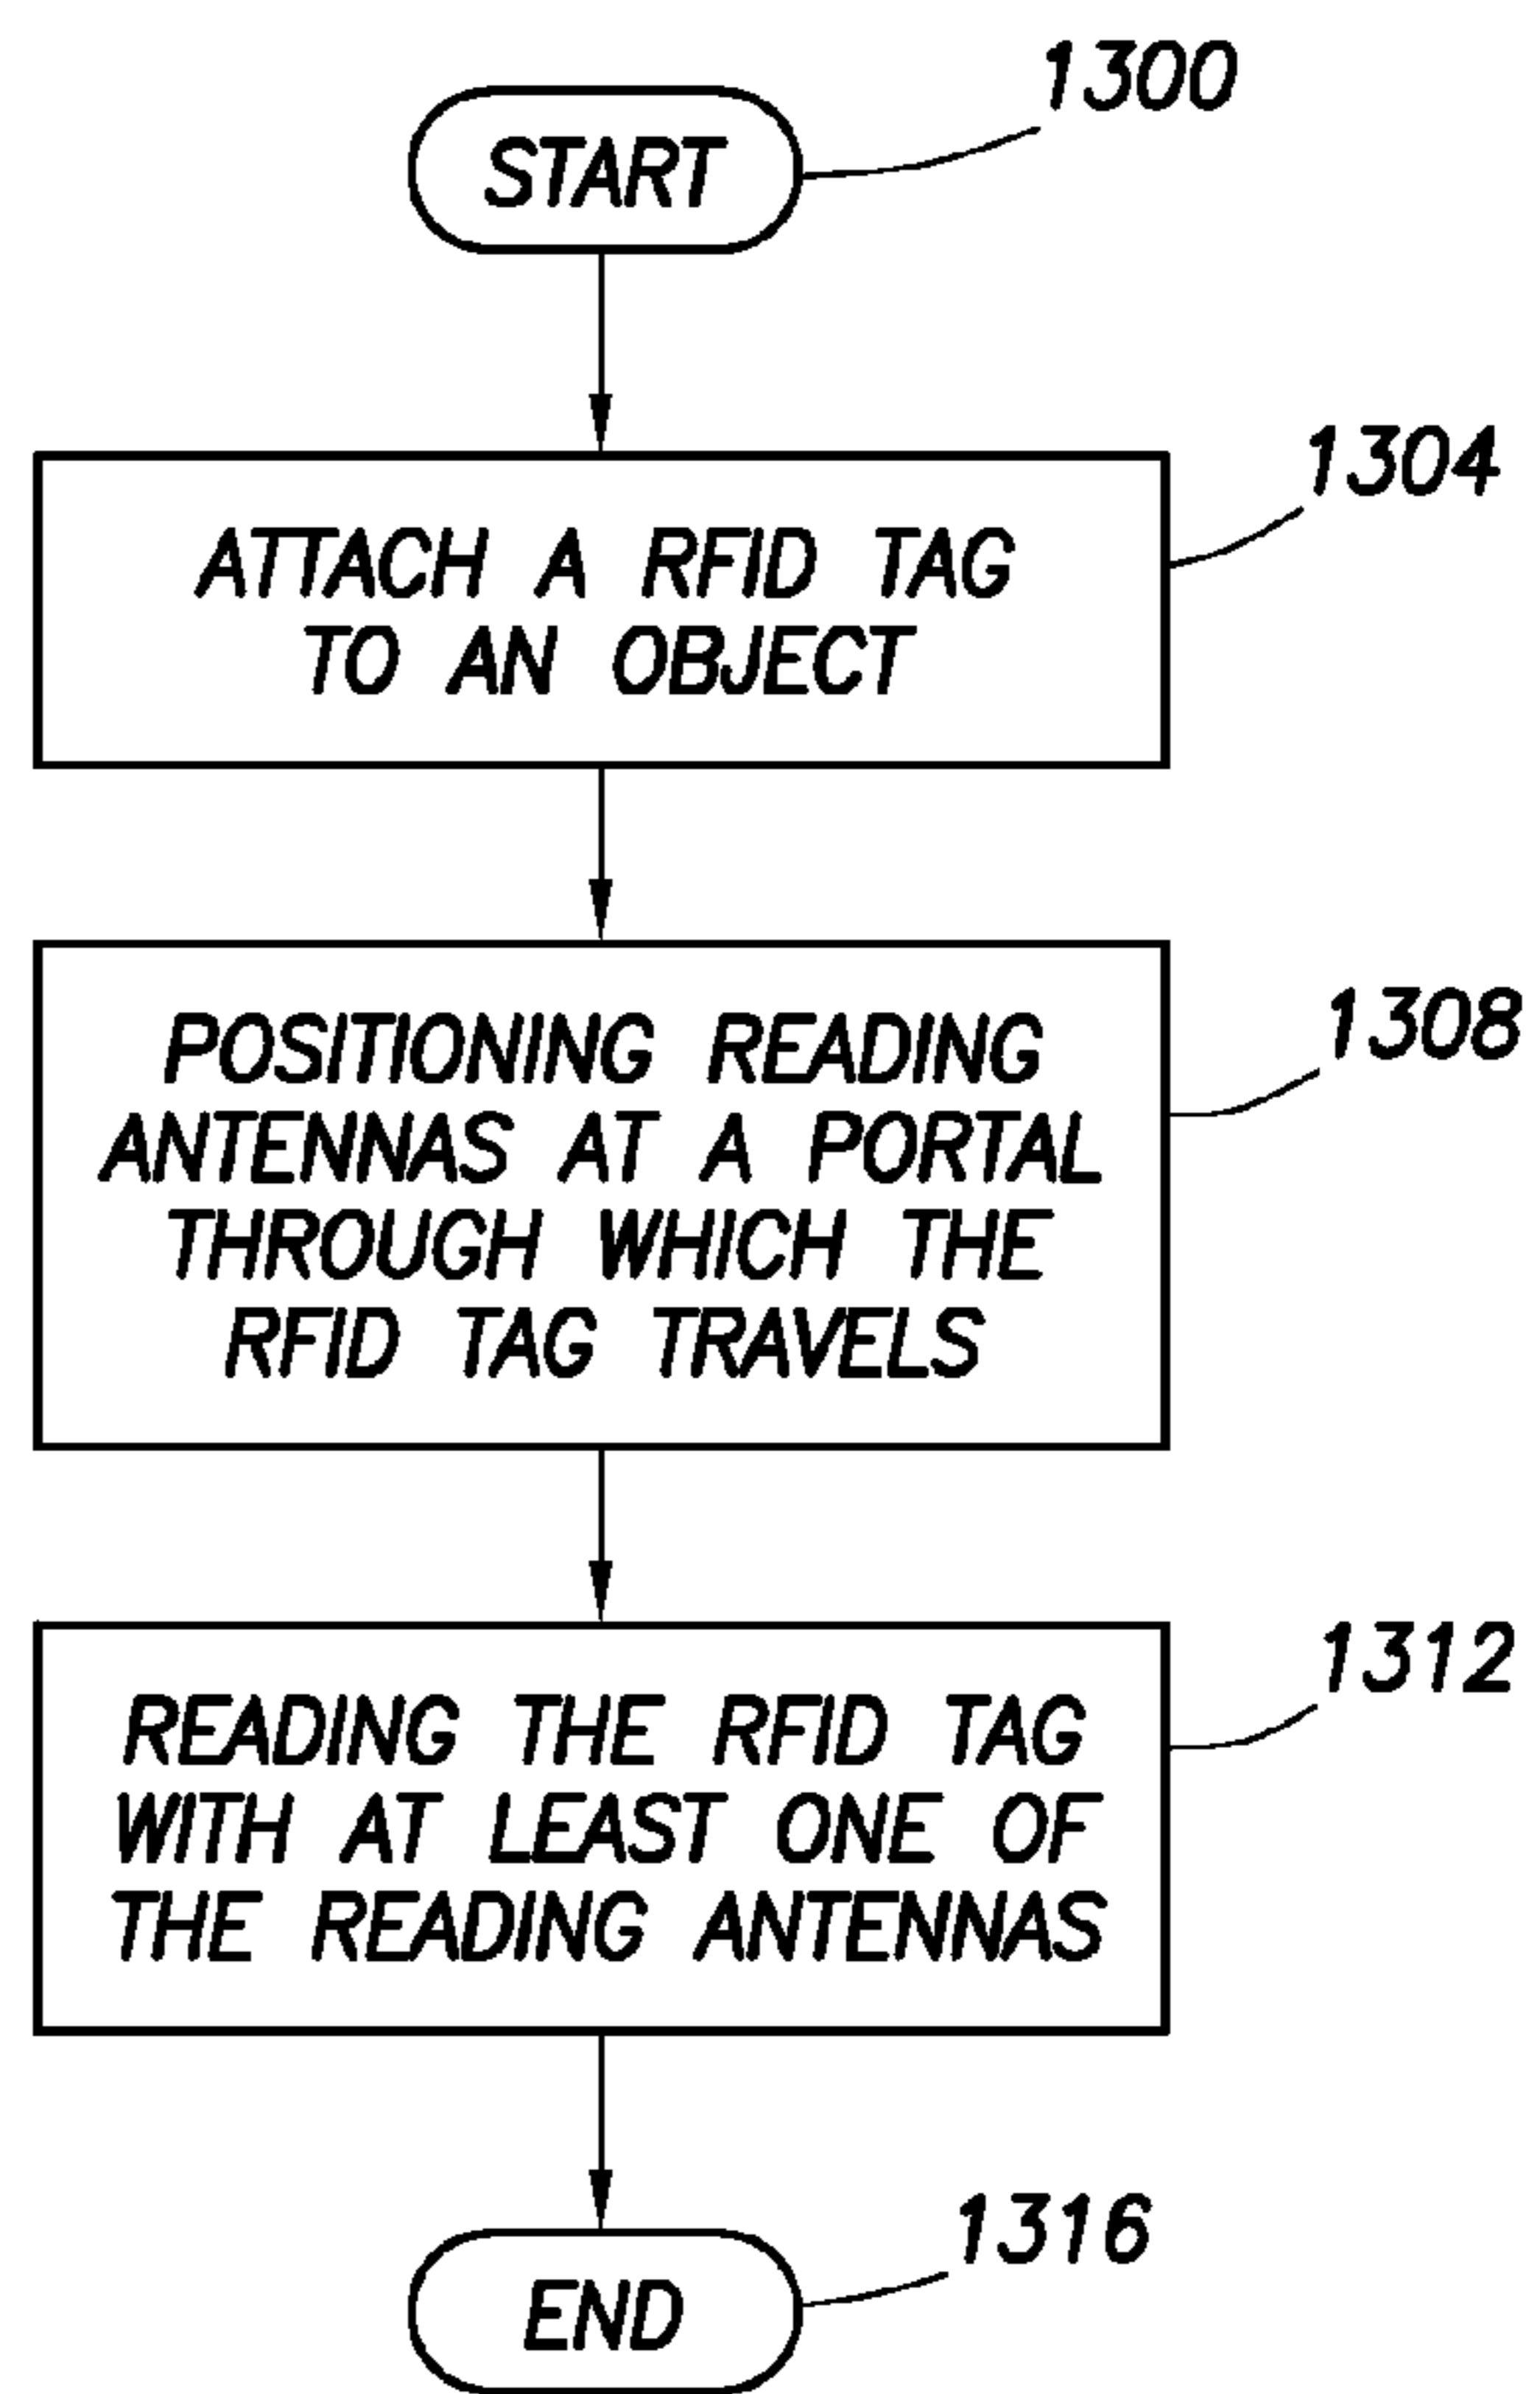 1300
START
1304
ATTACH A RFID TAG
TO AN OBJECT
1308
POSITIONING READING
ANTENNAS AT A PORTAL
THROUGH WHICH THE
RFID TAG TRAVELS
1312
READING THE RFID TAG
WITH AT LEAST ONE OF
THE READING ANTENNAS
1316
END